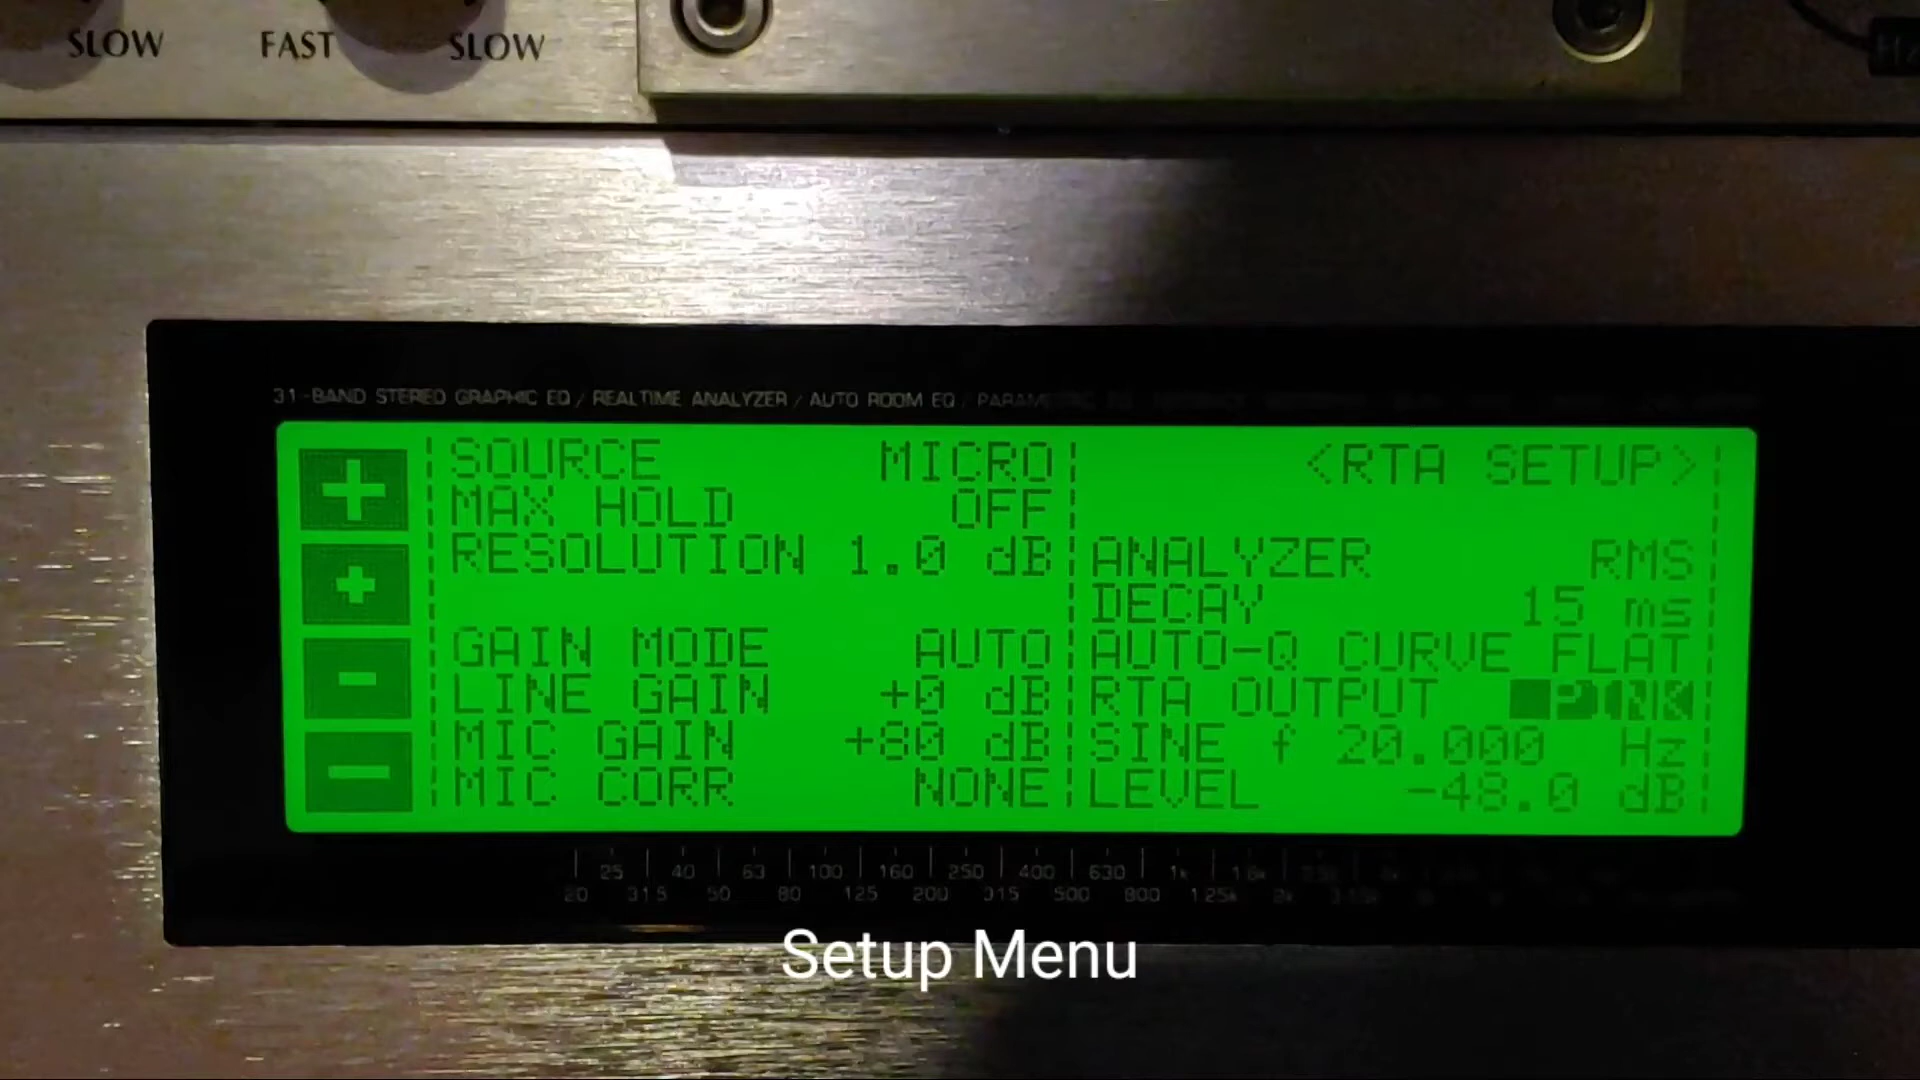 SLOW FAST SLOW
31-BAND STEREO GRAPHIC EQ / REALTIME ANALYZER / AUTO ROOM EQ /
<RTA SETUP>
SOURCE MICRO
MAX HOLD OFF
RESOLUTION 1.0 dB
GAIN MODE AUTO
LINE GAIN +0 dB
MIC GAIN +80 dB
MIC CORR NONE
ANALYZER RMS
DECAY 15 ms
AUTO-Q CURVE FLAT
RTA OUTPUT PINK
SINE f 20.000 Hz
LEVEL -48.0 dB
25 40 63 100 160 250 400 630 1k 1.6k
20 31.5 50 80 125 200 315 500 800 1.25k 2k
Setup Menu